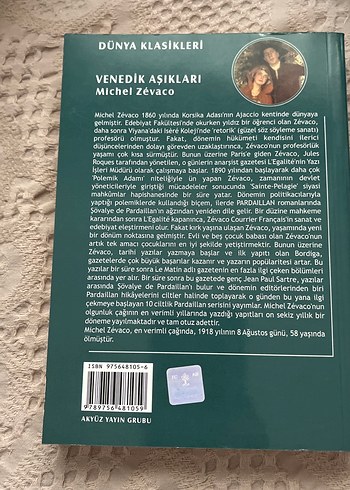 DÜNYA KLASİKLERİ
VENEDİK AŞIKLARI
Michel Zévaco
Michel Zévaco 1860 yılında Korsika Adası'nın Ajaccio kentinde dünyaya
gelmiştir. Edebiyat Fakültesi'nde okurken yıldız bir öğrenci olan Zévaco,
daha sonra Viyana'daki İséré Koleji'nde 'retorik' (güzel söz söyleme sanatı)
profesörü olmuştur. Fakat, dönemin hükümeti kendisini ilerici
düşüncelerinden dolayı görevden uzaklaştırınca, Zévaco'nun profesörlük
yaşamı çok kısa sürmüştür. Bunun üzerine Paris'e giden Zévaco, Jules
Roques tarafından yönetilen, o günlerin anarşist gazetesi L'Egalité'nin Yazı
İşleri Müdürü olarak çalışmaya başlar. 1890 yılından başlayarak daha çok
'Polemik Adamı' niteliğiyle ün yapan Zévaco, zamanının devlet
yöneticileriyle giriştiği mücadeleler sonucunda 'Sainte-Pelagie' siyasi
mahkûmlar hapishanesinde bir süre yatar. Dönemin politikacılarıyla
yaptığı polemiklerde kullandığı biçem, ilerde PARDAILLAN romanlarında
Şövalye de Pardaillan'ın ağzından yeniden dile gelir. Bir düzine mahkeme
kararından sonra L'Egalité kapanınca, Zévaco Courrier Français'in sanat ve
edebiyat eleştirmeni olur. Fakat kırk yaşına ulaşan Zévaco, yaşamında yeni
bir dönüm noktasına gelmiştir. Evli ve beş çocuk babası olan Zévaco'nun
artık tek amacı çocuklarını en iyi şekilde yetiştirmektir. Bunun üzerine
Zévaco, tarihi yazılar yazmaya başlar ve ilk yapıtı olan Bordiga,
gazetelerde çok büyük başarılar kazanır ve yazarın popülaritesi artar. Bu
yazılar bir süre sonra Le Matin adlı gazetenin en fazla ilgi çeken bölümleri
arasında yer alır. Bir süre sonra bu gazetede genç Jean Paul Sartre, yazılar
arasında Şövalye de Pardaillan'ı bulur ve dönemin editörlerinden biri
Pardaillan hikâyelerini ciltler halinde toplayarak o günden bu yana ilgi
çekmeye başlayan 10 ciltlik Pardaillan serisini yayımlar. Michel Zévaco'nun
olgunluk çağının en verimli yıllarında yazdığı yapıtları on sekiz yıllık bir
döneme yayılmaktadır ve tam otuz adettir.
Michel Zévaco, en verimli çağında, 1918 yılının 8 Ağustos günü, 58 yaşında
ölmüştür.
ISBN 975648105-6
9 789756 481059
AKYÜZ YAYIN GRUBU